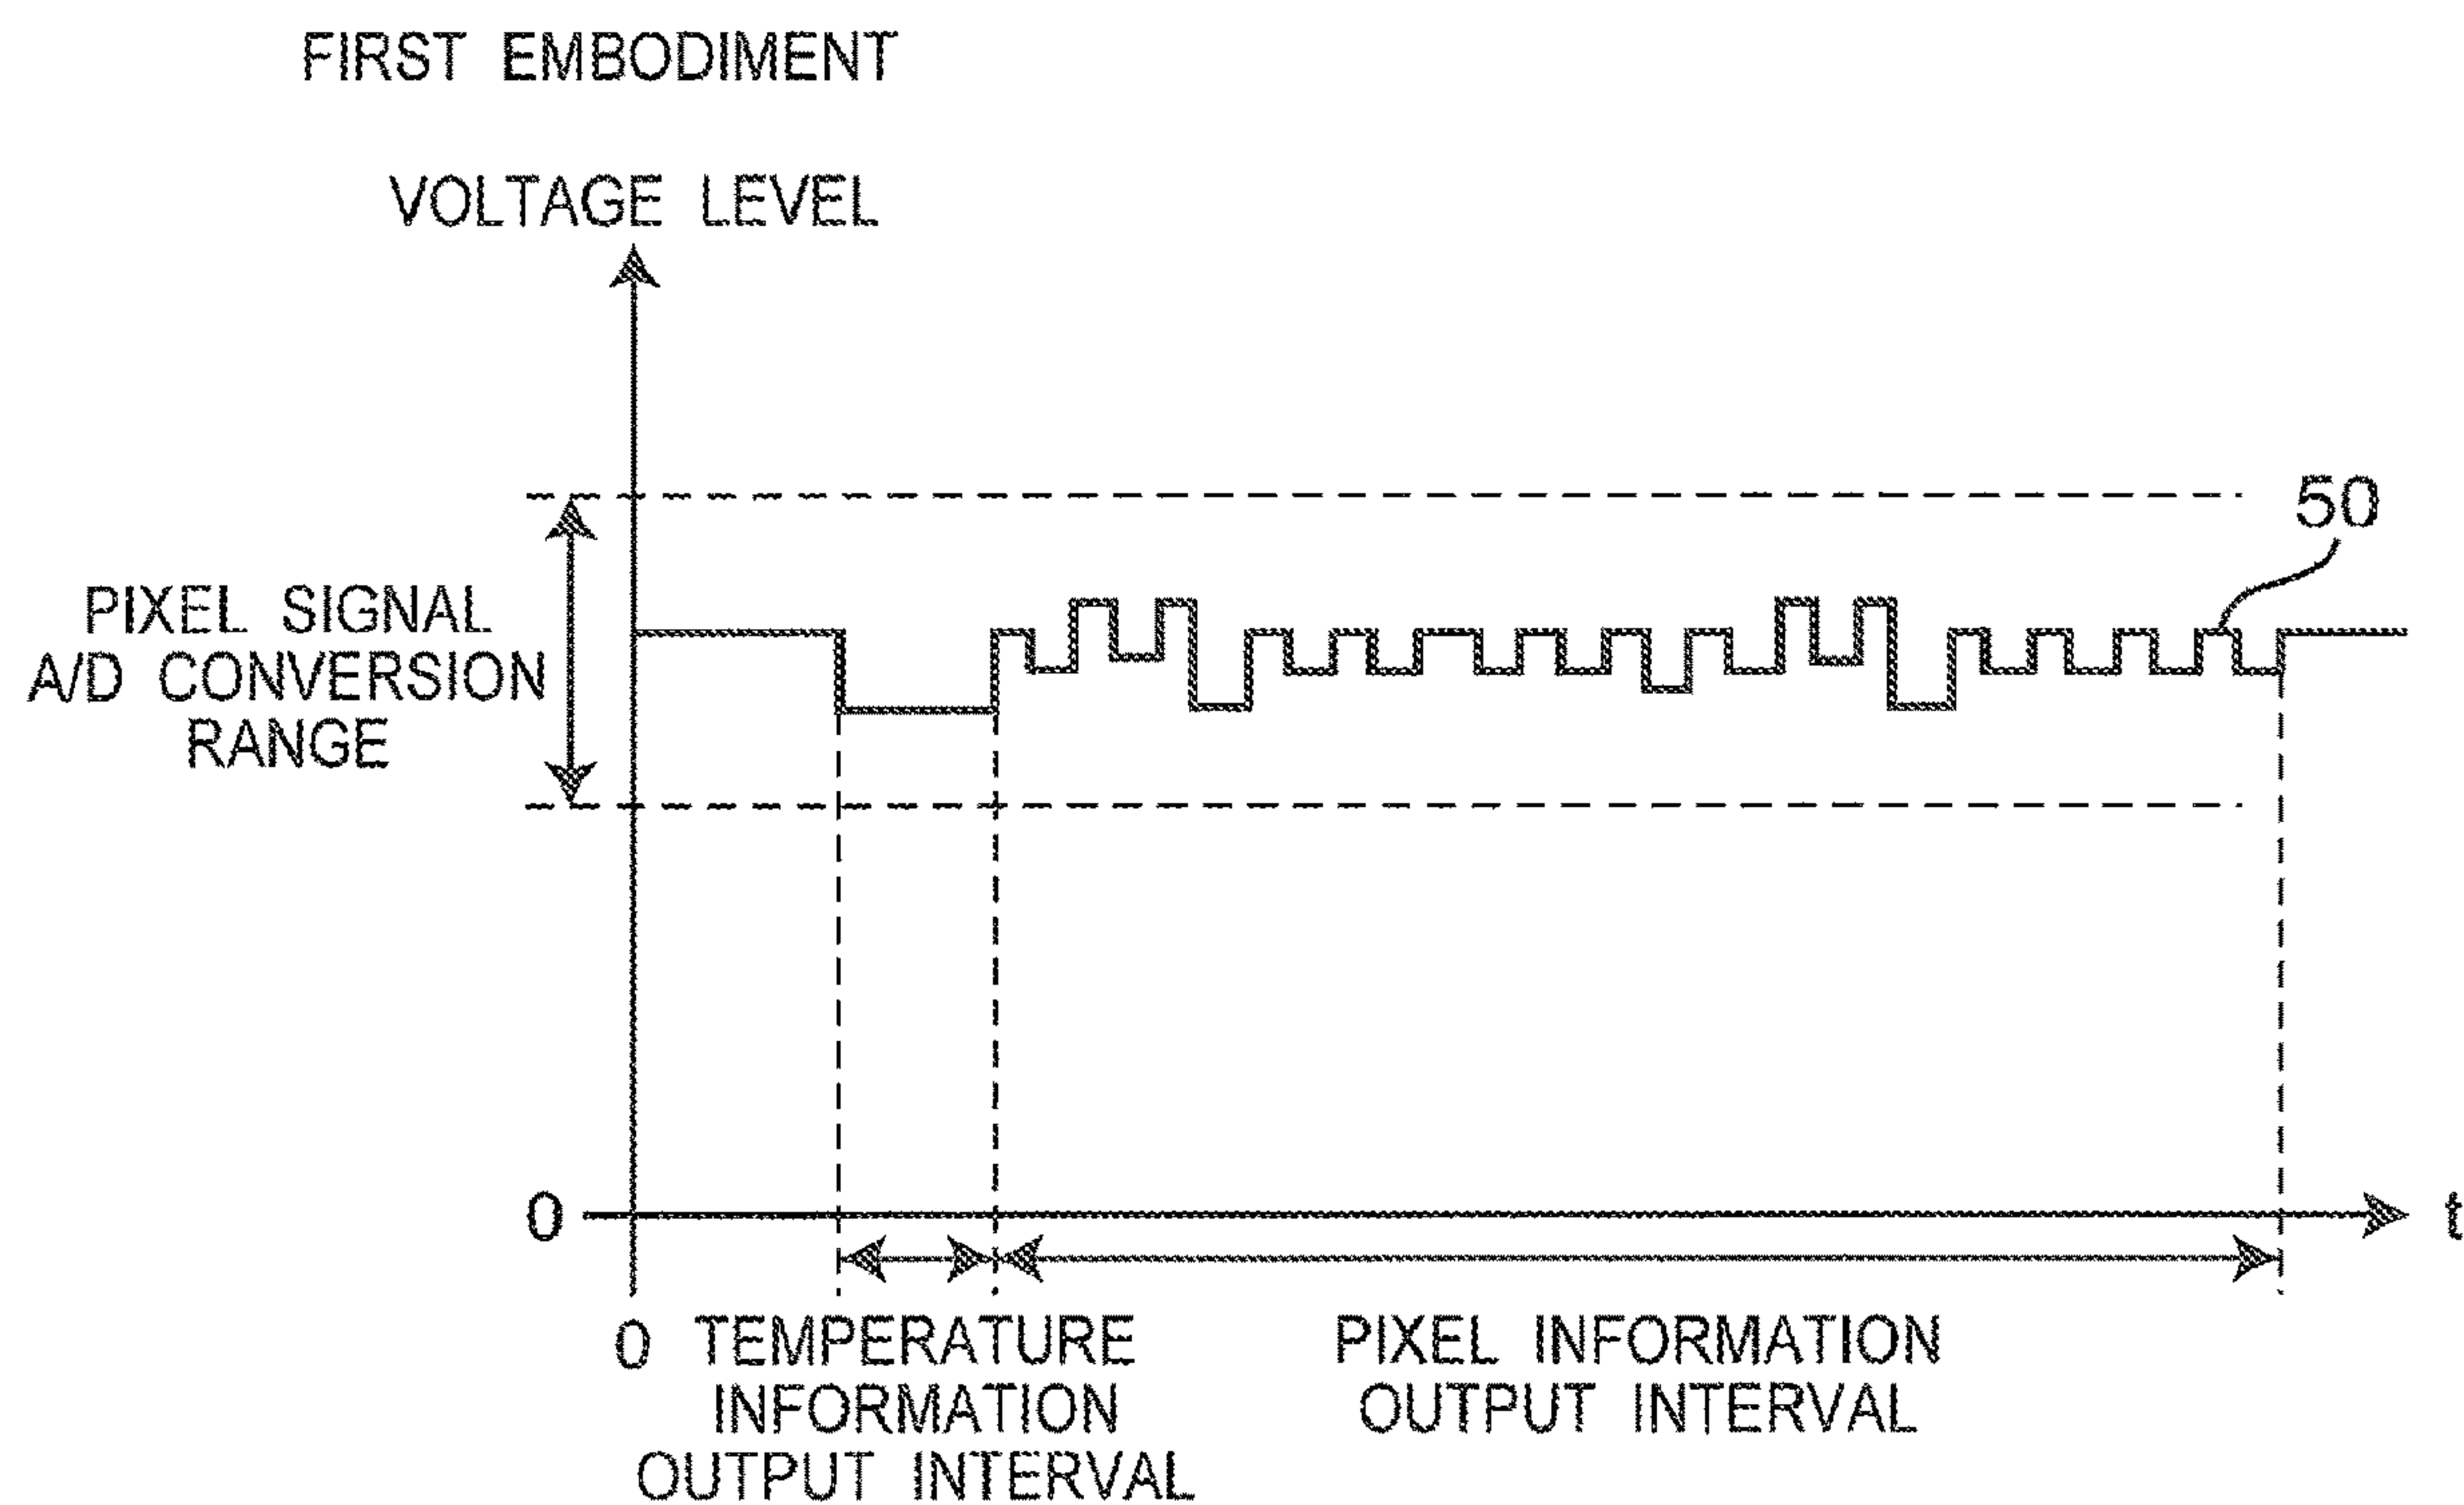 FIRST EMBODIMENT
VOLTAGE LEVEL
50
PIXEL SIGNAL
A/D CONVERSION
RANGE
0
t
0
TEMPERATURE
INFORMATION
OUTPUT INTERVAL
PIXEL INFORMATION
OUTPUT INTERVAL